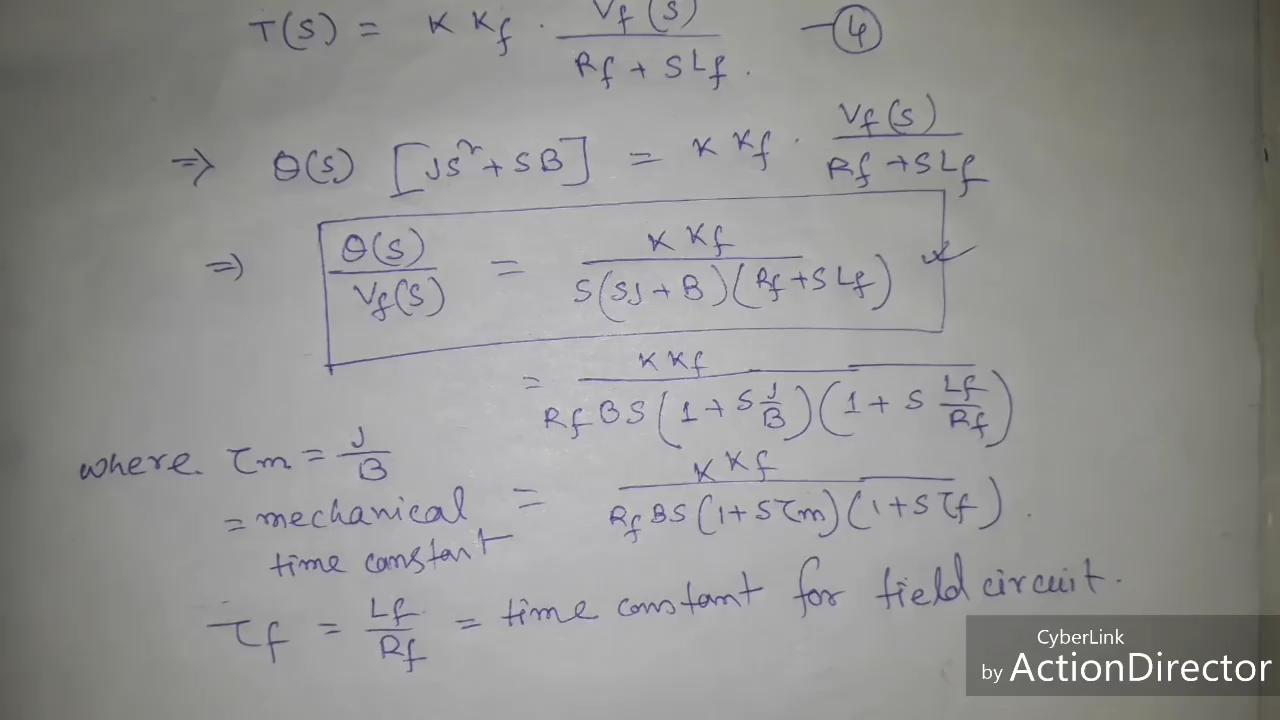 T(S) = K Kf · Vf(S) / Rf + SLf. —④
⇒ θ(S) [JS² + SB] = K Kf · Vf(S) / Rf + SLf
⇒ θ(S) / Vf(S) = K Kf / S(SJ + B)(Rf + SLf)
= K Kf / Rf BS (1 + S J/B)(1 + S Lf/Rf)
where τm = J/B
= mechanical time constant
= K Kf / Rf BS (1 + Sτm)(1 + Sτf).
τf = Lf/Rf = time constant for field circuit.
CyberLink
by ActionDirector